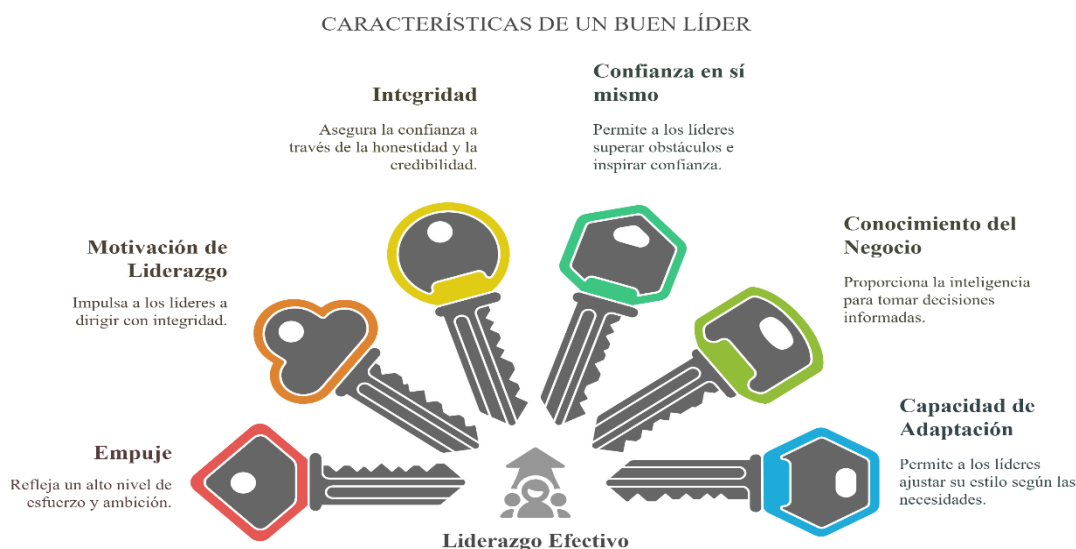 CARACTERÍSTICAS DE UN BUEN LÍDER
Confianza en sí
mismo
Permite a los líderes
superar obstáculos e
inspirar confianza.
Integridad
Asegura la confianza a
través de la honestidad y la
credibilidad.
Conocimiento del
Negocio
Proporciona la inteligencia
para tomar decisiones
informadas.
Motivación de
Liderazgo
Impulsa a los líderes a
dirigir con integridad.
Capacidad de
Adaptación
Permite a los líderes
ajustar su estilo según las
necesidades.
Empuje
Refleja un alto nivel de
esfuerzo y ambición.
Liderazgo Efectivo